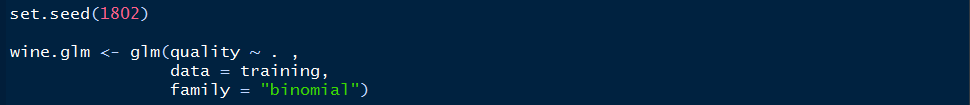 set.seed(1802)
wine.glm <- glm(quality ~ . ,
data = training,
family = "binomial")